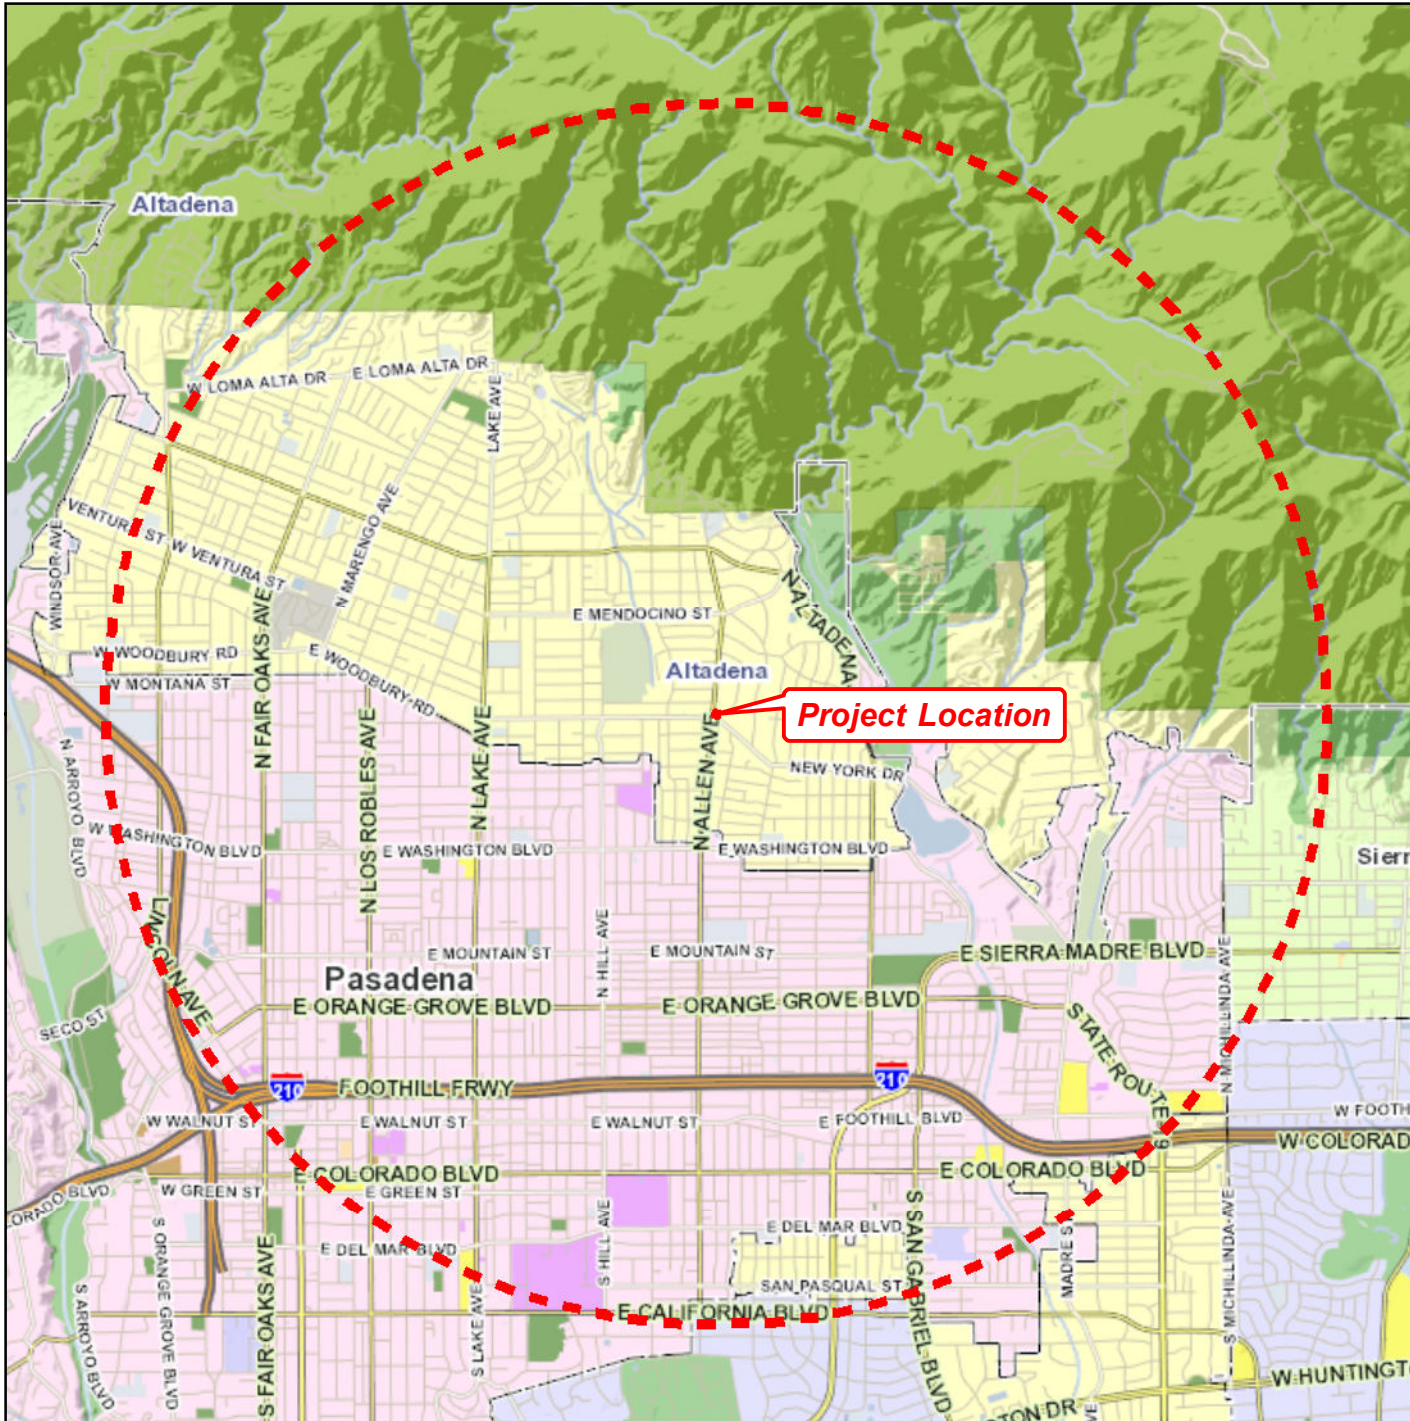 Altadena
W LOMA ALTA DR
E LOMA ALTA DR
LAKE AVE
N MARENGO AVE
VENTURA ST
W VENTURA ST
WINDSOR AVE
E MENDOCINO ST
N ALTADENA
N FAIR OAKS AVE
W WOODBURY RD
E WOODBURY RD
Altadena
W MONTANA ST
Project Location
N LOS ROBLES AVE
N LAKE AVE
N ALLEN AVE
N ARROYO BLVD
NEW YORK DR
W WASHINGTON BLVD
E WASHINGTON BLVD
E WASHINGTON BLVD
Sierr
LINCOLN AVE
N HILL AVE
E MOUNTAIN ST
E MOUNTAIN ST
E SIERRA MADRE BLVD
N MICHILLINDA AVE
Pasadena
E ORANGE GROVE BLVD
E ORANGE GROVE BLVD
SECO ST
STATE ROUTE 19
210
FOOTHILL FRWY
210
W WALNUT ST
E WALNUT ST
E WALNUT ST
E FOOTHILL BLVD
W FOOTH
W COLORAD
E COLORADO BLVD
E COLORADO BLVD
ORADO BLVD
W GREEN ST
E GREEN ST
S ORANGE GROVE BLVD
S HILL AVE
E DEL MAR BLVD
E DEL MAR BLVD
S SAN GABRIEL BLVD
MADRE S
S MICHILLINDA AVE
S ARROYO BLVD
S FAIR OAKS AVE
S LAKE AVE
SAN PASQUAL ST
E CALIFORNIA BLVD
W HUNTINGT
TON DR
AVE